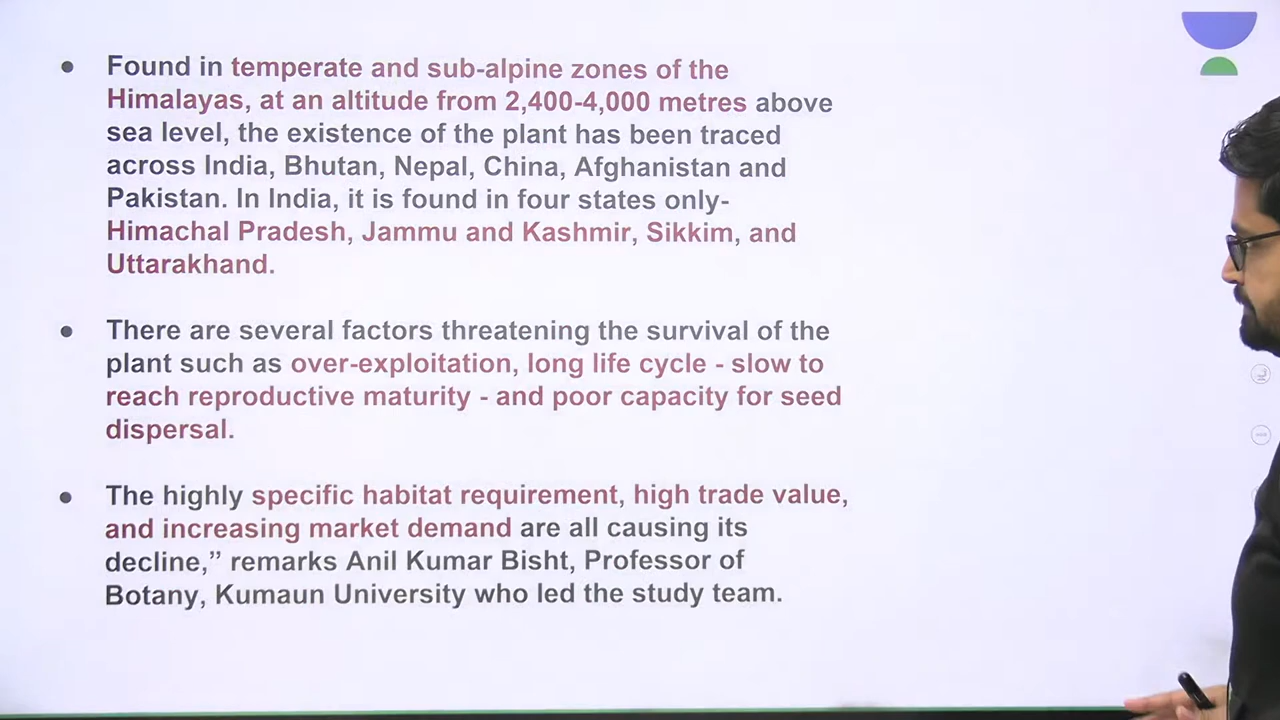 ● Found in temperate and sub-alpine zones of the
Himalayas, at an altitude from 2,400-4,000 metres above
sea level, the existence of the plant has been traced
across India, Bhutan, Nepal, China, Afghanistan and
Pakistan. In India, it is found in four states only-
Himachal Pradesh, Jammu and Kashmir, Sikkim, and
Uttarakhand.
● There are several factors threatening the survival of the
plant such as over-exploitation, long life cycle - slow to
reach reproductive maturity - and poor capacity for seed
dispersal.
● The highly specific habitat requirement, high trade value,
and increasing market demand are all causing its
decline,” remarks Anil Kumar Bisht, Professor of
Botany, Kumaun University who led the study team.